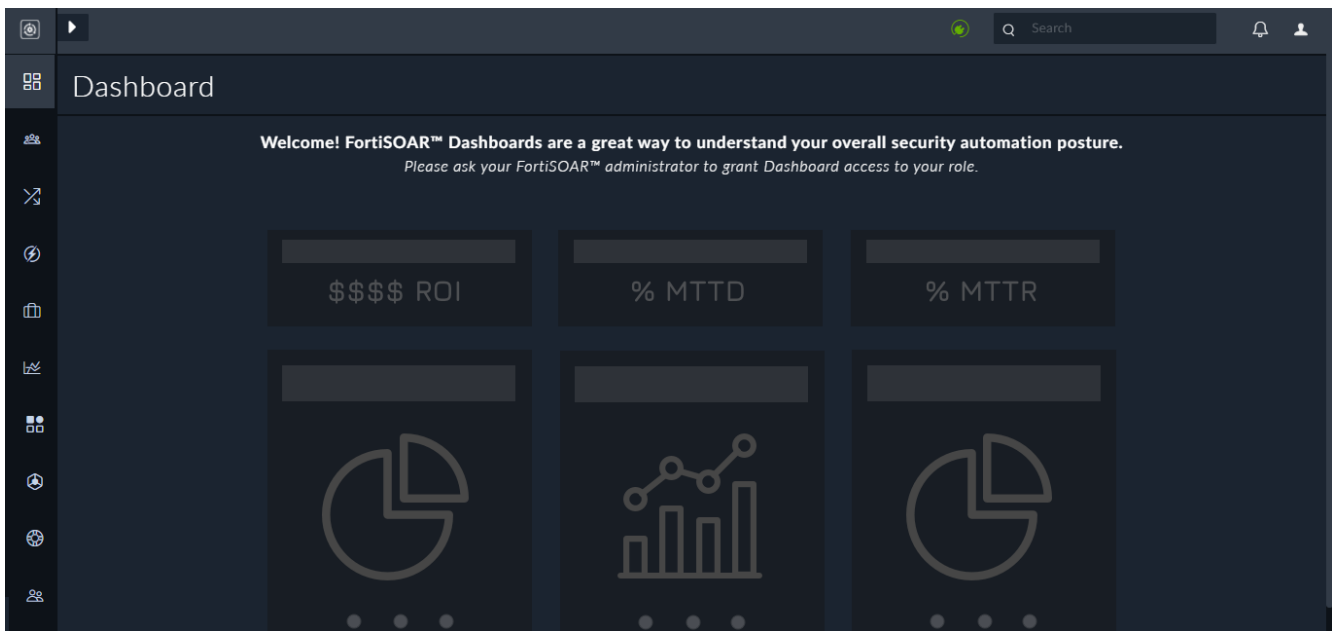 Search
Dashboard
Welcome! FortiSOAR™ Dashboards are a great way to understand your overall security automation posture.
Please ask your FortiSOAR™ administrator to grant Dashboard access to your role.
$$$$ ROI
% MTTD
% MTTR